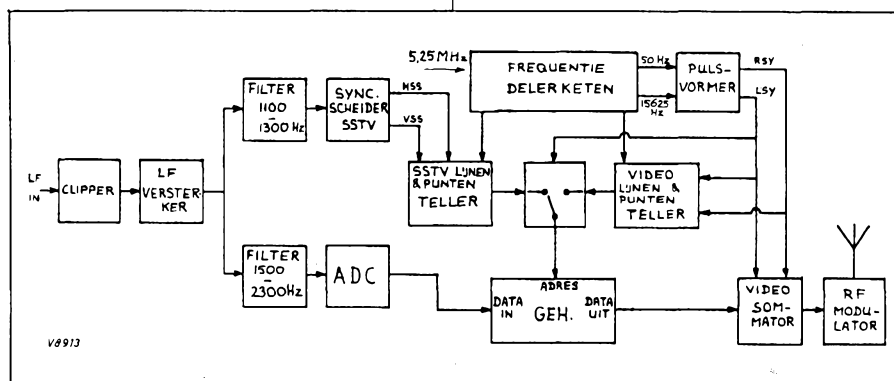 5,25 MHz
FREQUENTIE
DELER KETEN
50 Hz
15625
Hz
PULS-
VORMER
RSY
LSY
FILTER
1100
–
1300 Hz
SYNC.
SCHEIDER
SSTV
HSS
VSS
LF
IN
CLIPPER
LF
VERSTER-
KER
SSTV LIJNEN
& PUNTEN
TELLER
VIDEO
LIJNEN &
PUNTEN
TELLER
FILTER
1500
–
2300Hz
ADC
ADRES
DATA
IN
GEH.
DATA
UIT
VIDEO
SOM-
MATOR
RF
MODU-
LATOR
V8913